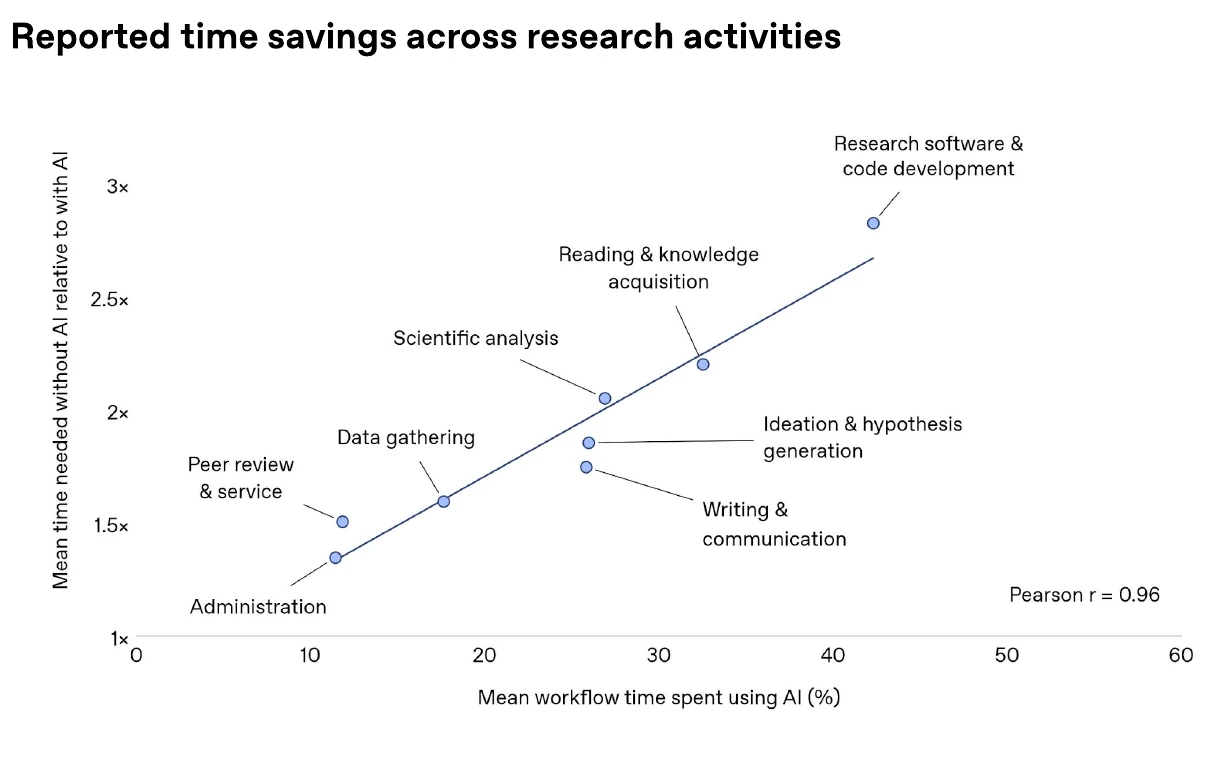 Reported time savings across research activities
Mean time needed without AI relative to with AI
3×
2.5×
2×
1.5×
1×
Research software &
code development
Reading & knowledge
acquisition
Scientific analysis
Ideation & hypothesis
generation
Data gathering
Peer review
& service
Writing &
communication
Administration
Pearson r = 0.96
0
10
20
30
40
50
60
Mean workflow time spent using AI (%)